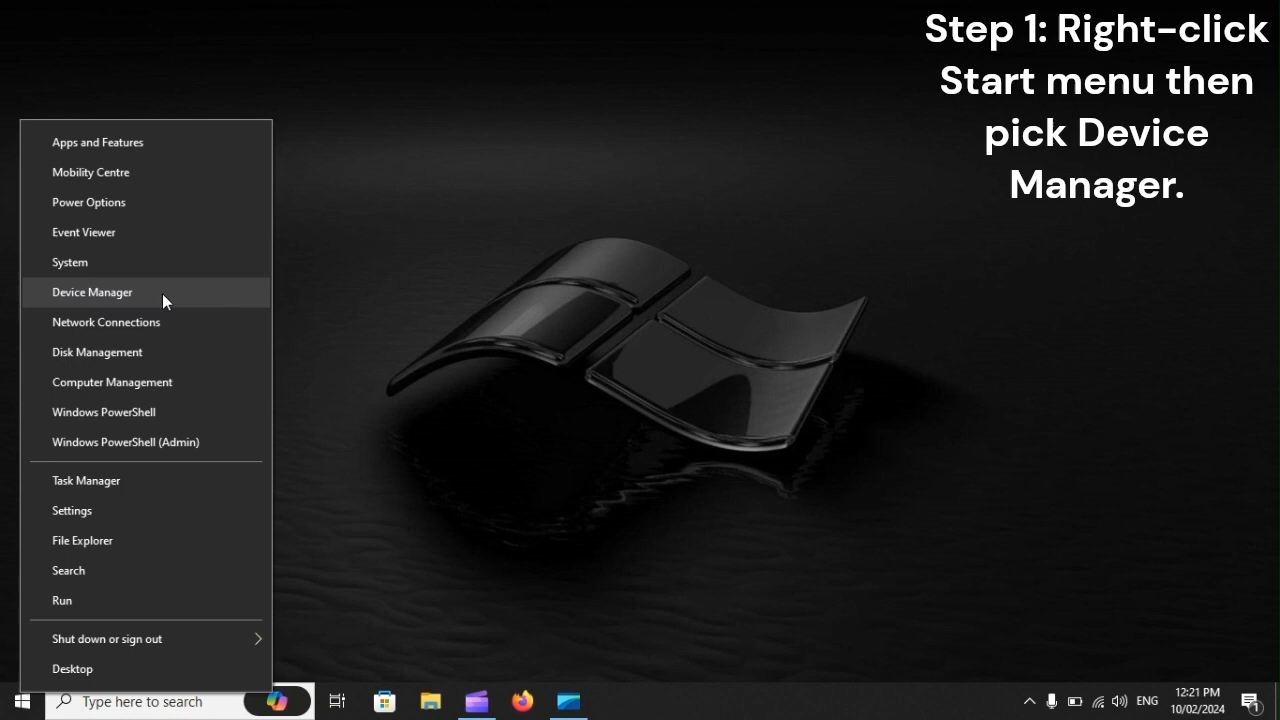 Step 1: Right-click
Start menu then
pick Device
Manager.
Apps and Features
Mobility Centre
Power Options
Event Viewer
System
Device Manager
Network Connections
Disk Management
Computer Management
Windows PowerShell
Windows PowerShell (Admin)
Task Manager
Settings
File Explorer
Search
Run
Shut down or sign out
Desktop
Type here to search
ENG
12:21 PM
10/02/2024
1